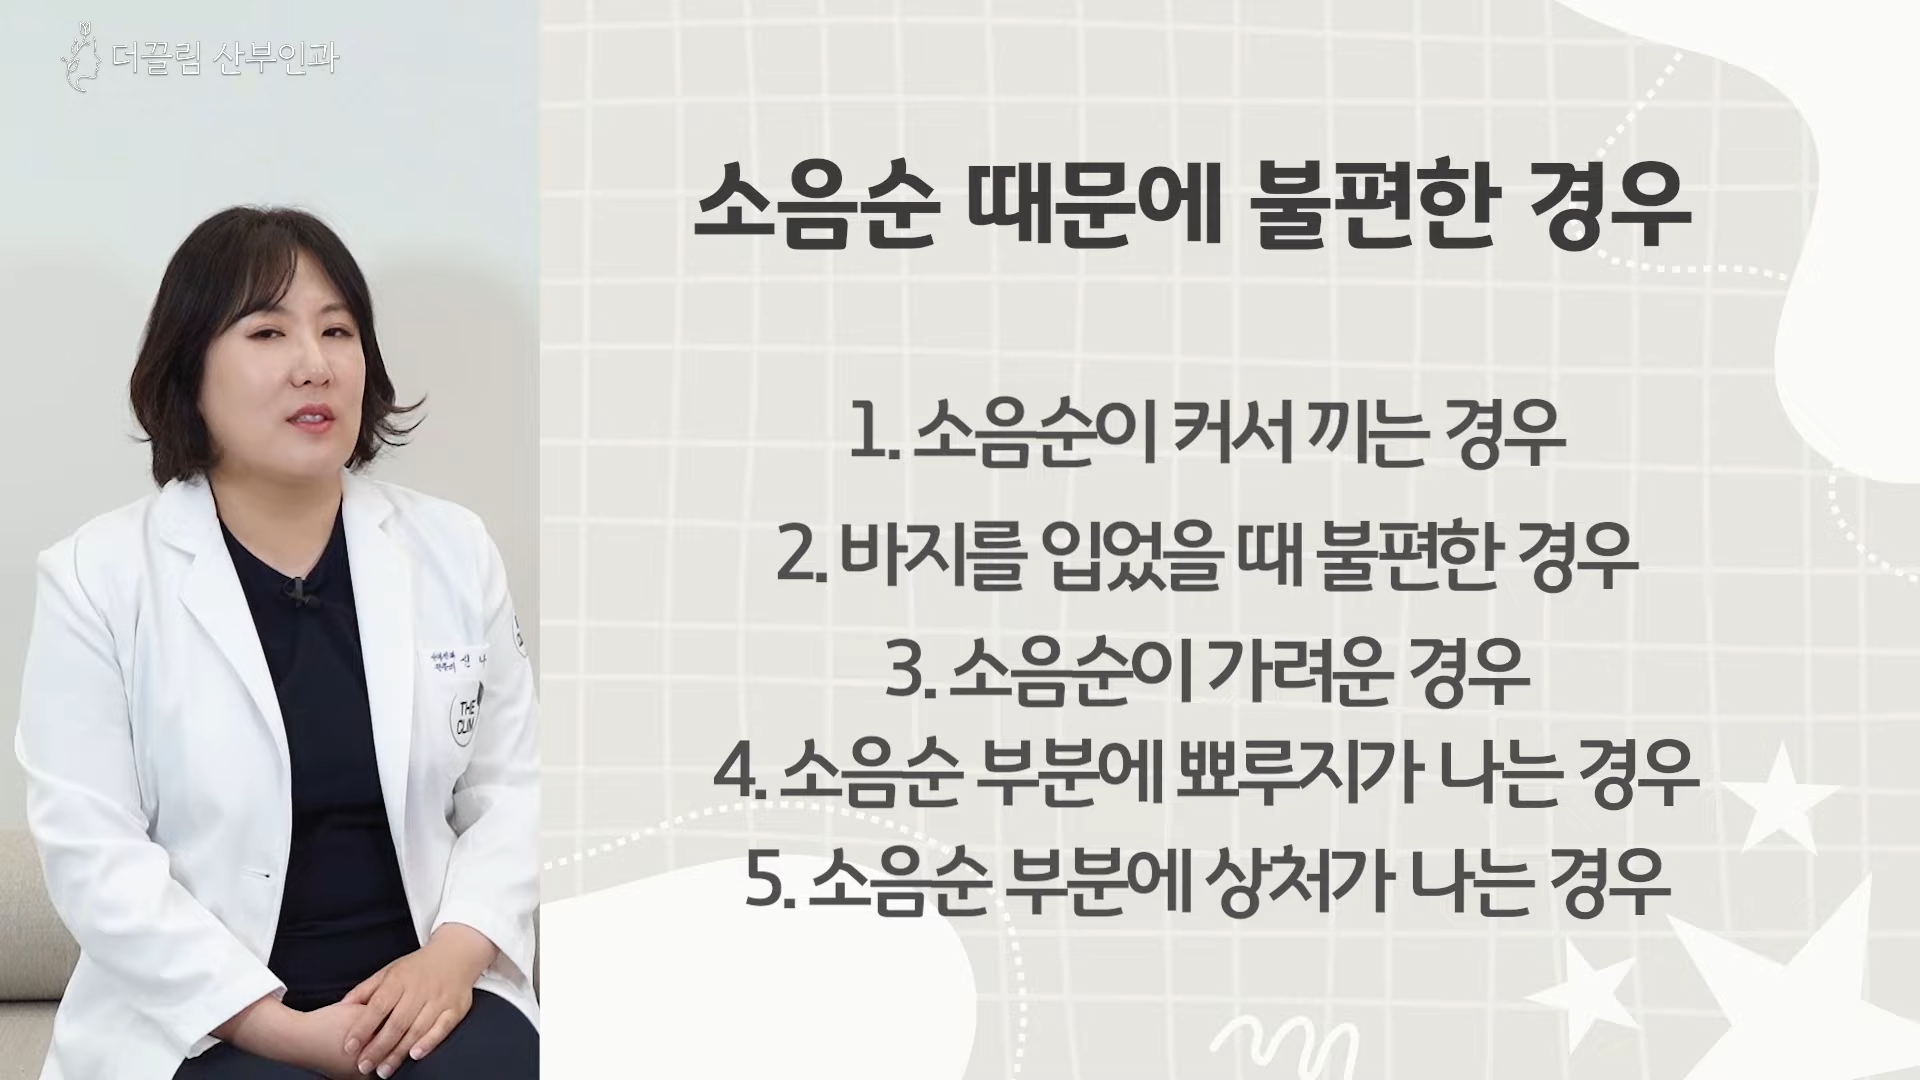 더끌림 산부인과
소음순 때문에 불편한 경우
1. 소음순이 커서 끼는 경우
2. 바지를 입었을 때 불편한 경우
3. 소음순이 가려운 경우
4. 소음순 부분에 뾰루지가 나는 경우
5. 소음순 부분에 상처가 나는 경우
THE